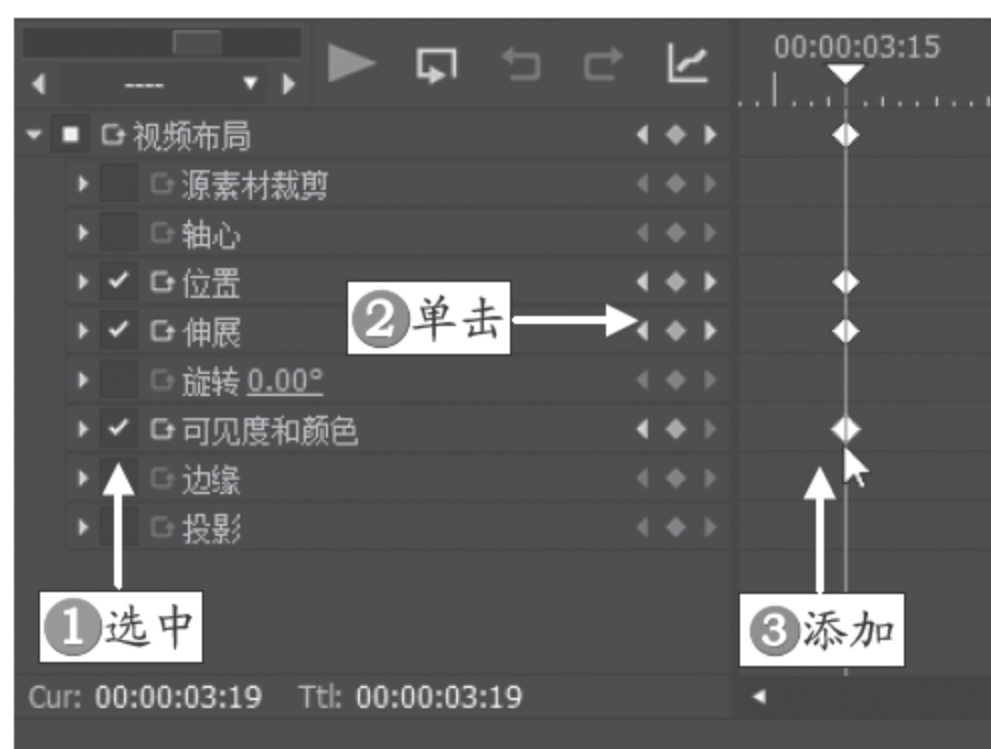 00:00:03:15
----
视频布局
源素材裁剪
轴心
位置
②单击
伸展
旋转 0.00°
可见度和颜色
边缘
投影
①选中
③添加
Cur: 00:00:03:19 Ttl: 00:00:03:19